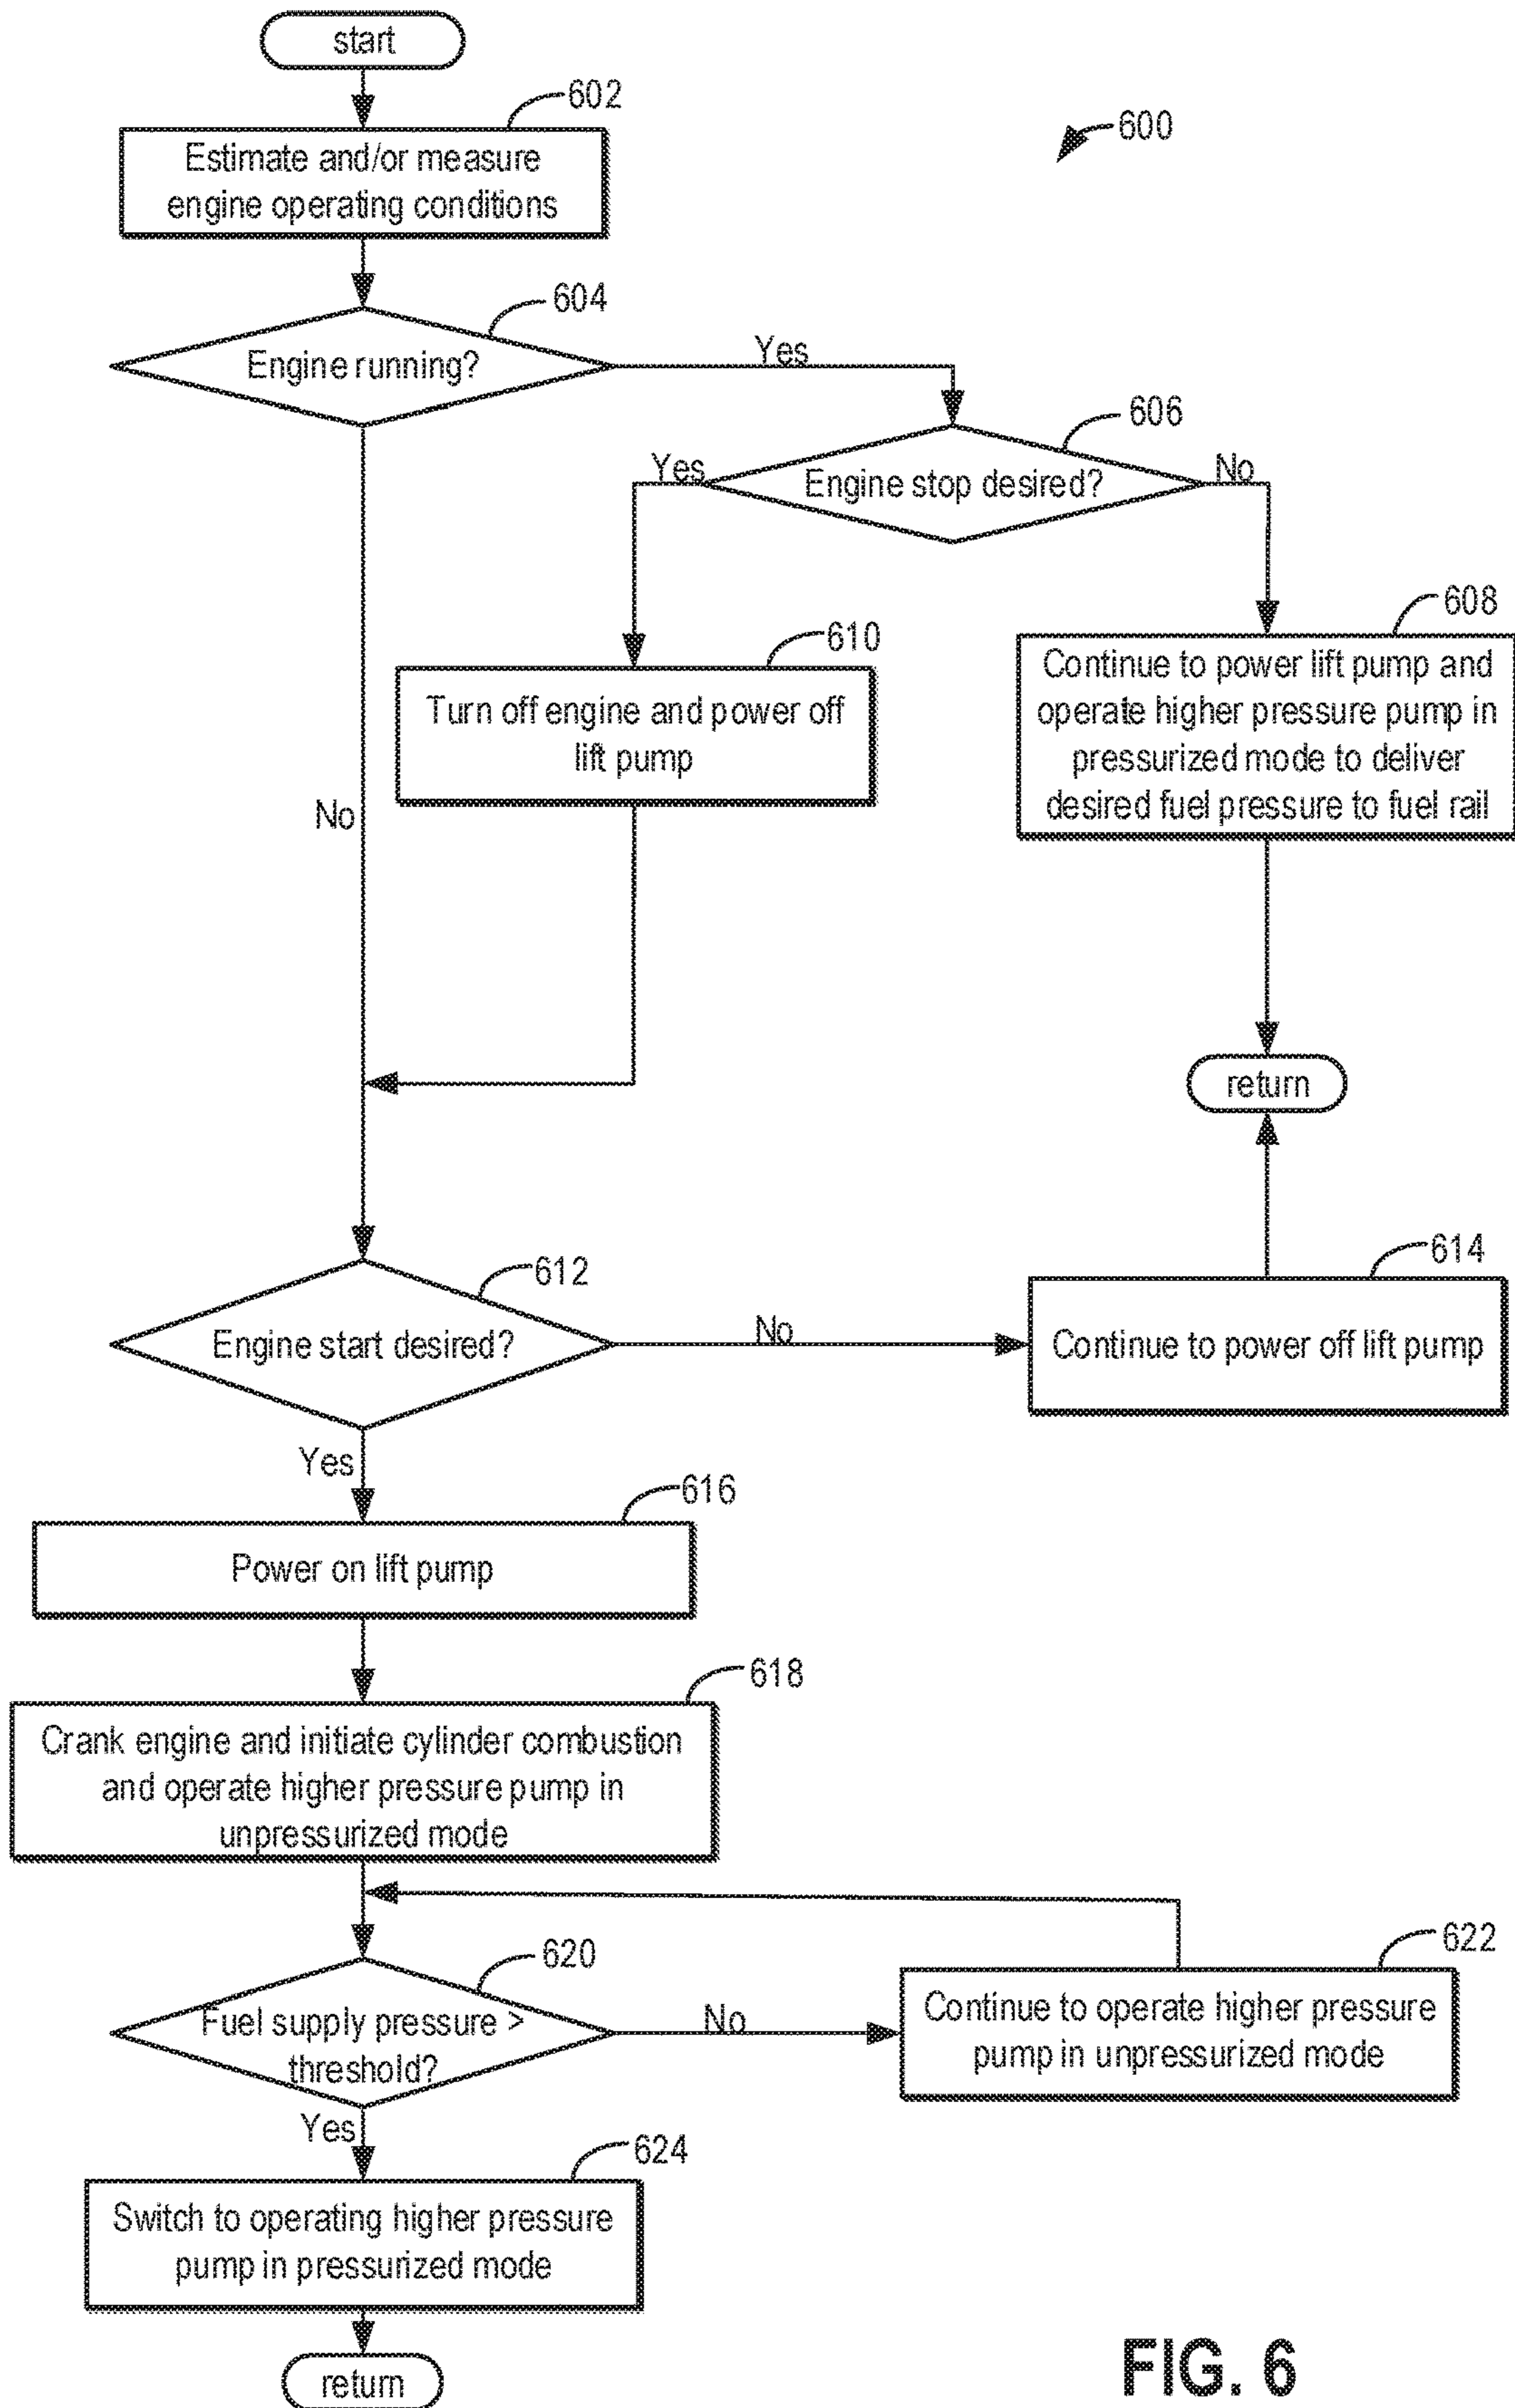 start
602
Estimate and/or measure
engine operating conditions
600
604
Engine running?
Yes
606
Yes
Engine stop desired?
No
608
Continue to power lift pump and
operate higher pressure pump in
pressurized mode to deliver
desired fuel pressure to fuel rail
610
Turn off engine and power off
lift pump
No
return
612
Engine start desired?
No
614
Continue to power off lift pump
Yes
616
Power on lift pump
618
Crank engine and initiate cylinder combustion
and operate higher pressure pump in
unpressurized mode
620
Fuel supply pressure >
threshold?
No
622
Continue to operate higher pressure
pump in unpressurized mode
Yes
624
Switch to operating higher pressure
pump in pressurized mode
return
FIG. 6